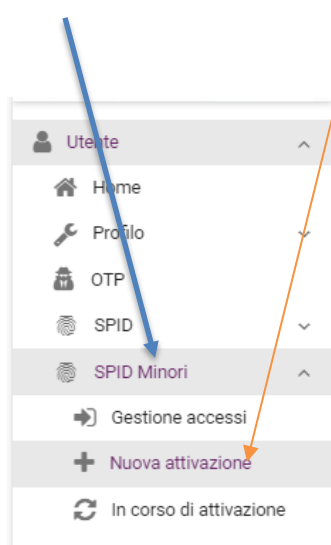 Utente
Home
Profilo
OTP
SPID
SPID Minori
Gestione accessi
Nuova attivazione
In corso di attivazione